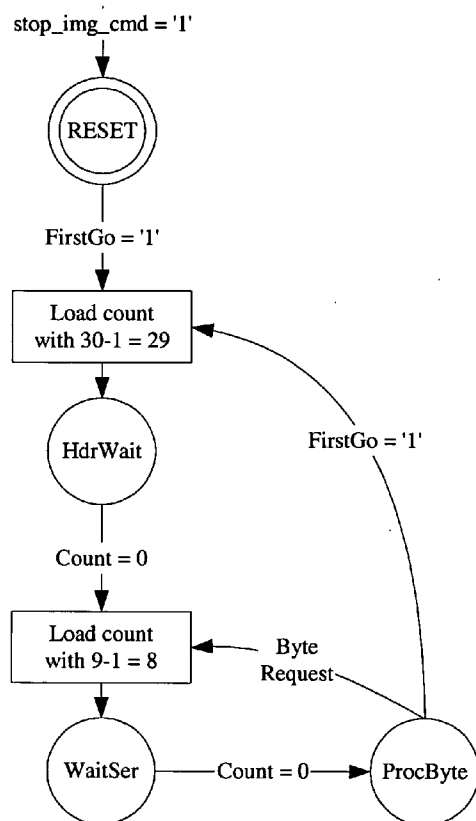 stop_img_cmd = '1'
RESET
FirstGo = '1'
Load count
with 30-1 = 29
HdrWait
FirstGo = '1'
Count = 0
Load count
with 9-1 = 8
Byte
Request
WaitSer
Count = 0
ProcByte